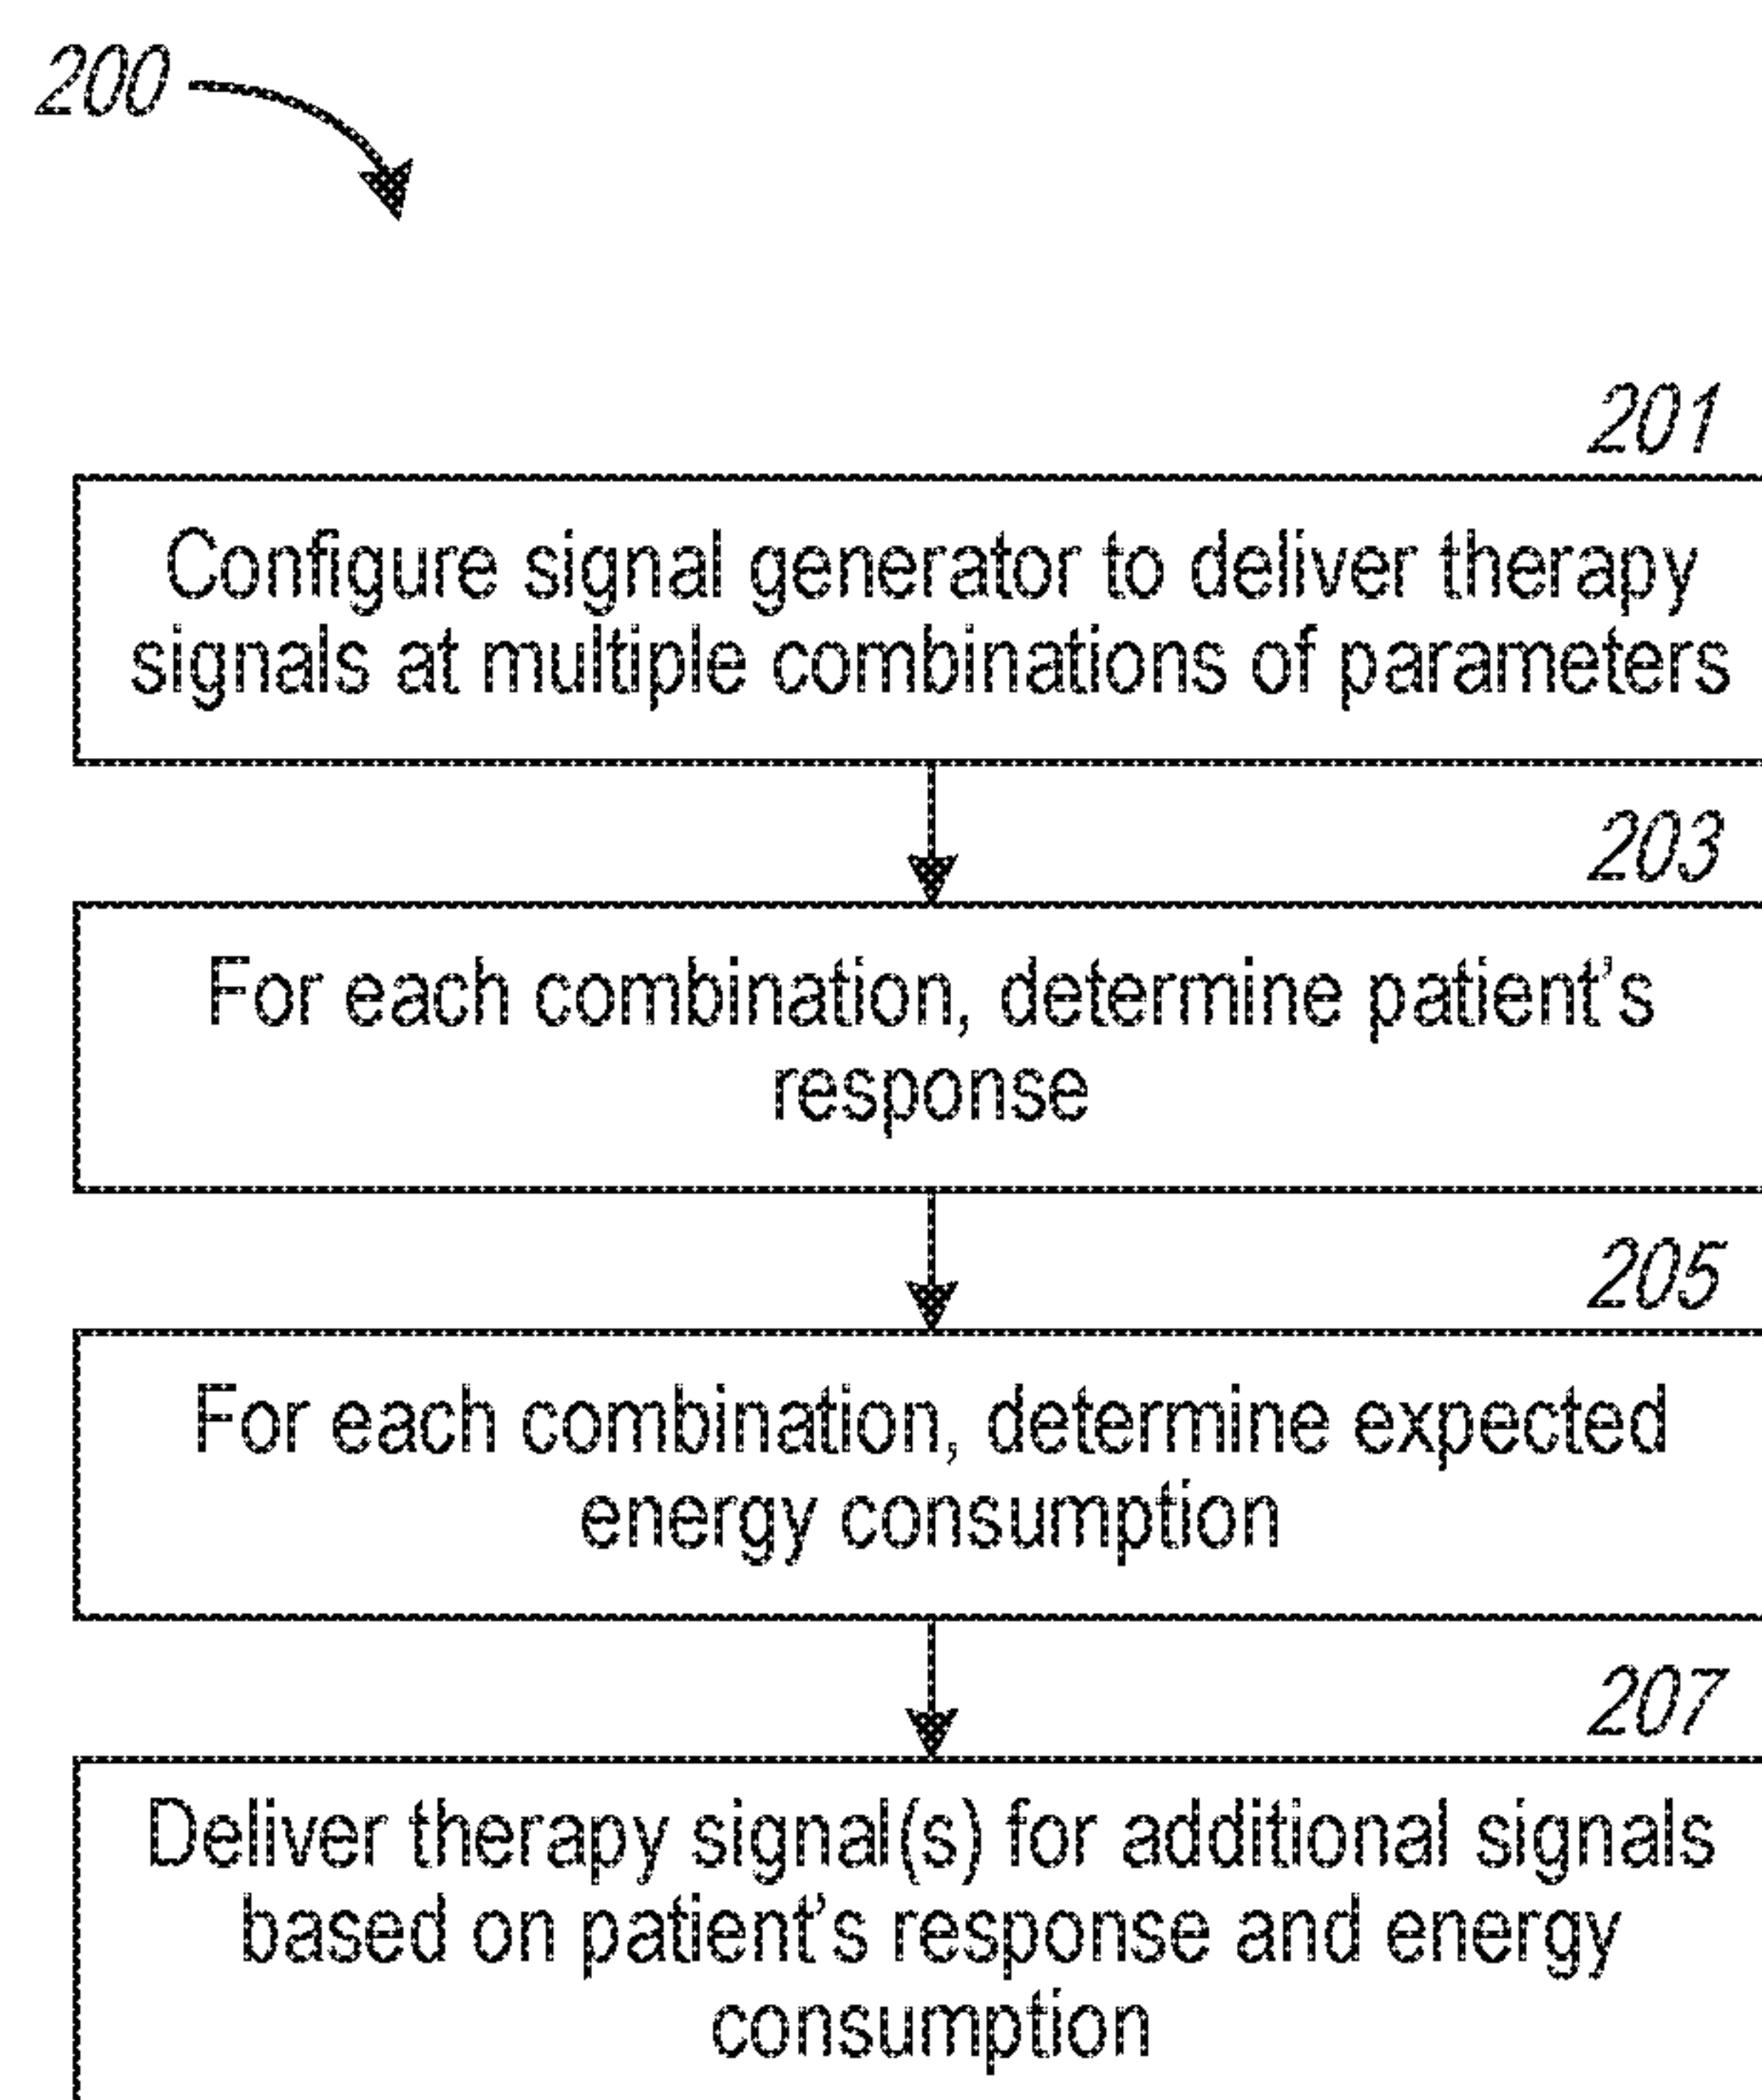 200
201
Configure signal generator to deliver therapy
signals at multiple combinations of parameters
203
For each combination, determine patient's
response
205
For each combination, determine expected
energy consumption
207
Deliver therapy signal(s) for additional signals
based on patient's response and energy
consumption